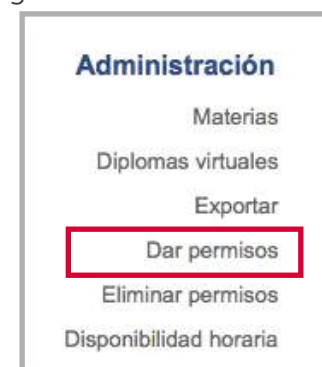 Administración
Materias
Diplomas virtuales
Exportar
Dar permisos
Eliminar permisos
Disponibilidad horaria